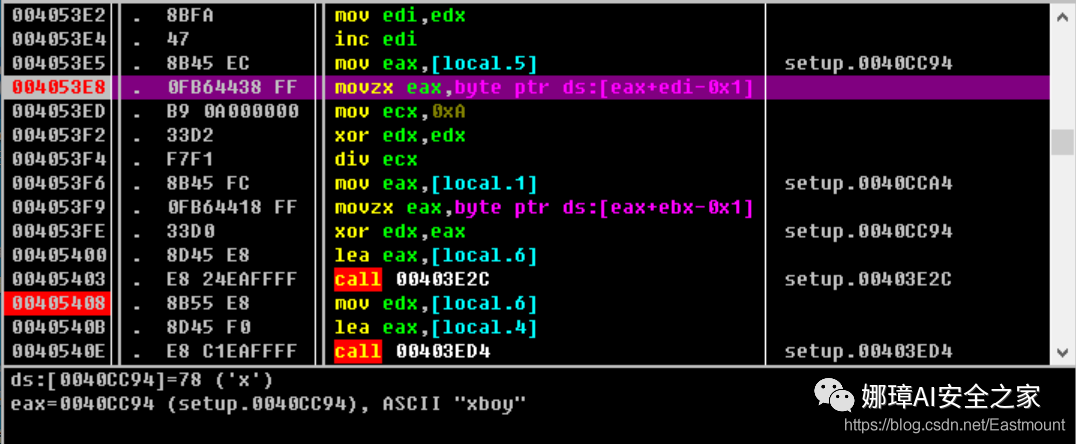 004053E2 . 8BFA mov edi,edx
004053E4 . 47 inc edi
004053E5 . 8B45 EC mov eax,[local.5] setup.0040CC94
004053E8 . 0FB64438 FF movzx eax,byte ptr ds:[eax+edi-0x1]
004053ED . B9 0A000000 mov ecx,0xA
004053F2 . 33D2 xor edx,edx
004053F4 . F7F1 div ecx
004053F6 . 8B45 FC mov eax,[local.1] setup.0040CCA4
004053F9 . 0FB64418 FF movzx eax,byte ptr ds:[eax+ebx-0x1]
004053FE . 33D0 xor edx,eax setup.0040CC94
00405400 . 8D45 E8 lea eax,[local.6]
00405403 . E8 24EAFFFF call 00403E2C setup.00403E2C
00405408 . 8B55 E8 mov edx,[local.6]
0040540B . 8D45 F0 lea eax,[local.4]
0040540E . E8 C1EAFFFF call 00403ED4 setup.00403ED4
ds:[0040CC94]=78 ('x')
eax=0040CC94 (setup.0040CC94), ASCII "xboy"
娜璋AI安全之家
https://blog.csdn.net/Eastmount